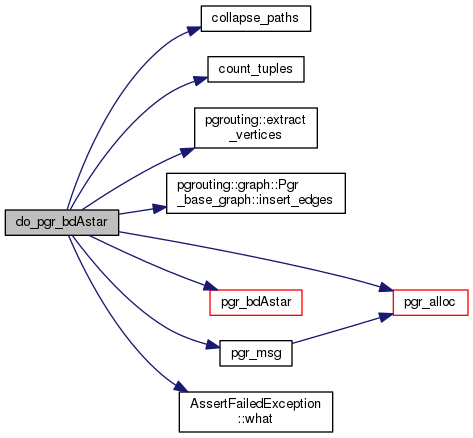 collapse_paths
count_tuples
pgrouting::extract
_vertices
pgrouting::graph::Pgr
_base_graph::insert_edges
do_pgr_bdAstar
pgr_bdAstar
pgr_alloc
pgr_msg
AssertFailedException
::what